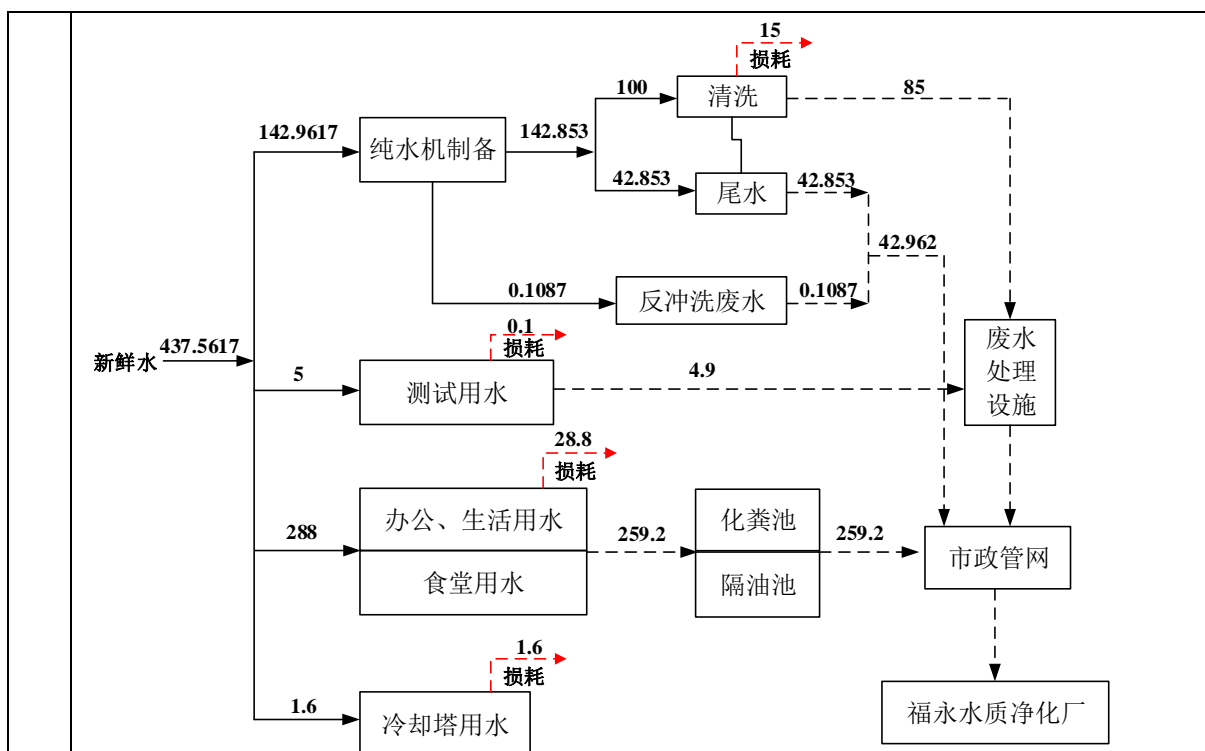 15
损耗
100
清洗
85
142.9617
纯水机制备
142.853
42.853
尾水
42.853
42.962
0.1087
反冲洗废水
0.1087
新鲜水
437.5617
0.1
损耗
5
测试用水
4.9
废水
处理
设施
28.8
损耗
288
办公、生活用水
食堂用水
259.2
化粪池
隔油池
259.2
市政管网
1.6
损耗
1.6
冷却塔用水
福永水质净化厂